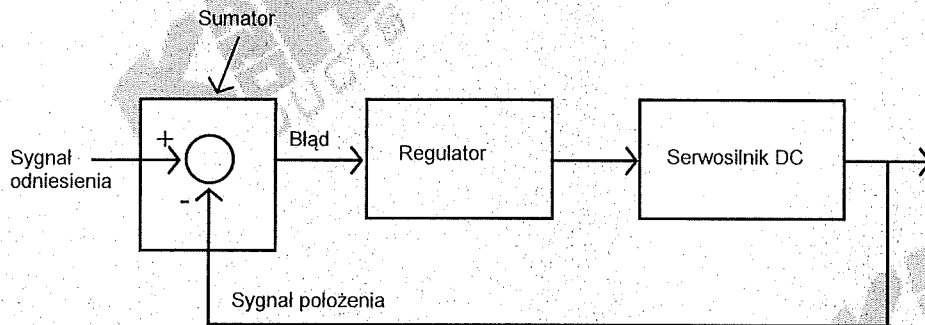 Sumator
+
Błąd
Regulator
Serwosilnik DC
Sygnał
odniesienia
-
Sygnał położenia